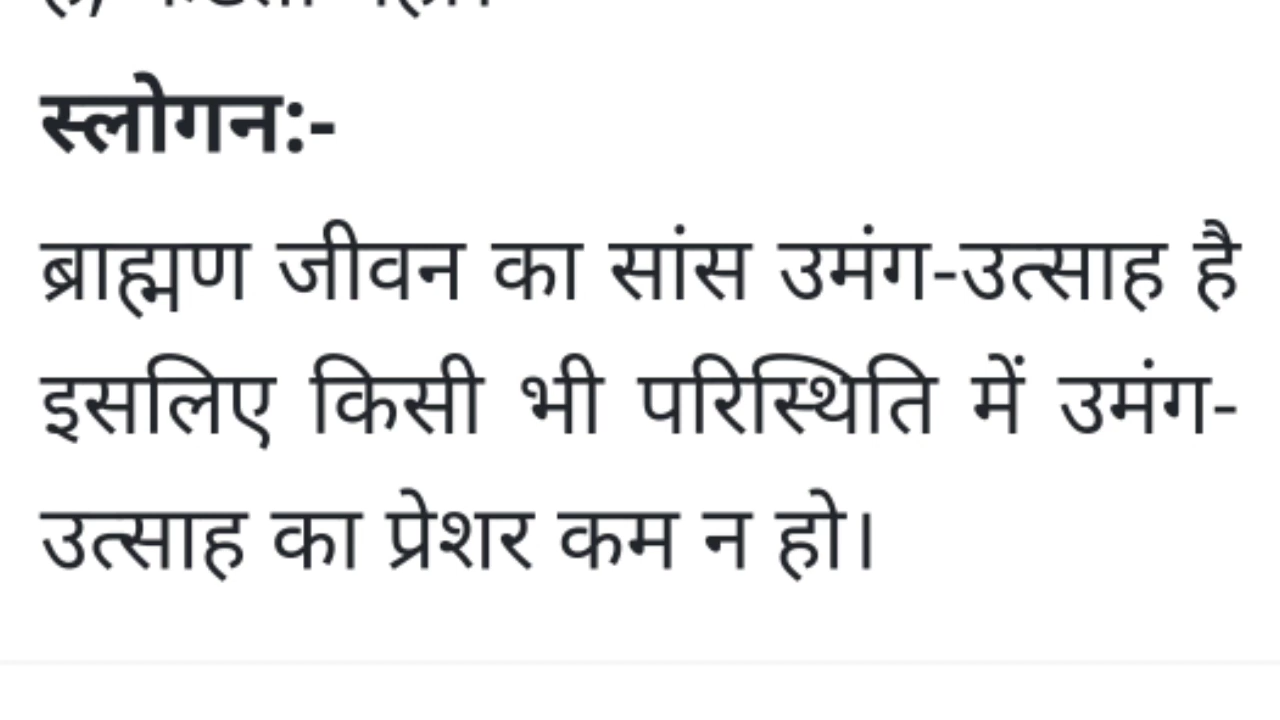 स्लोगन:-
ब्राह्मण जीवन का सांस उमंग-उत्साह है
इसलिए किसी भी परिस्थिति में उमंग-
उत्साह का प्रेशर कम न हो।